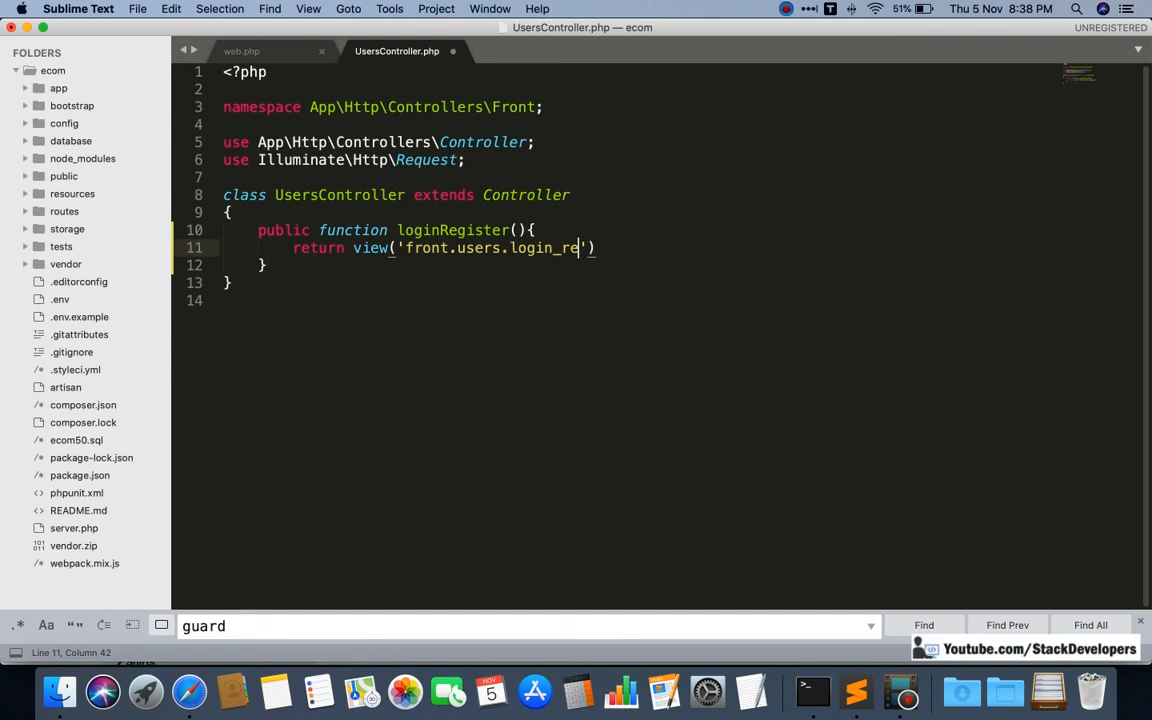 Sublime Text File Edit Selection Find View Goto Tools Project Window Help 51% Thu 5 Nov 8:38 PM
UsersController.php — ecom UNREGISTERED
FOLDERS
web.php UsersController.php
ecom
app
bootstrap
config
database
node_modules
public
resources
routes
storage
tests
vendor
.editorconfig
.env
.env.example
.gitattributes
.gitignore
.styleci.yml
artisan
composer.json
composer.lock
ecom50.sql
package-lock.json
package.json
phpunit.xml
README.md
server.php
vendor.zip
webpack.mix.js
1 <?php
2
3 namespace App\Http\Controllers\Front;
4
5 use App\Http\Controllers\Controller;
6 use Illuminate\Http\Request;
7
8 class UsersController extends Controller
9 {
10 public function loginRegister(){
11 return view('front.users.login_re')
12 }
13 }
14
.* Aa guard Find Find Prev Find All
Line 11, Column 42
Youtube.com/StackDevelopers
NOV
5